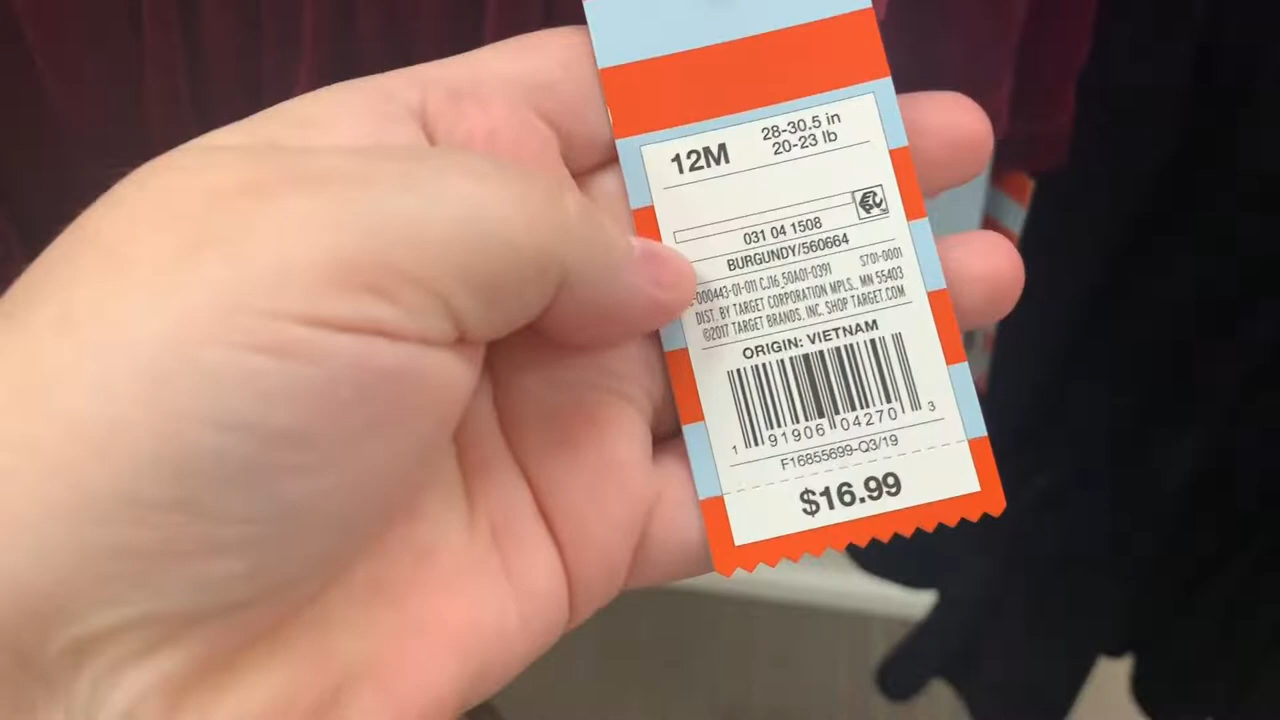 12M
28-30.5 in
20-23 lb
031 04 1508
BURGUNDY/560664
-000443-01-011 CJ16_50A01-0391 S701-0001
DIST. BY TARGET CORPORATION MPLS., MN 55403
©2017 TARGET BRANDS, INC. SHOP TARGET.COM
ORIGIN: VIETNAM
1 91906 04270 3
F16855699-Q3/19
$16.99